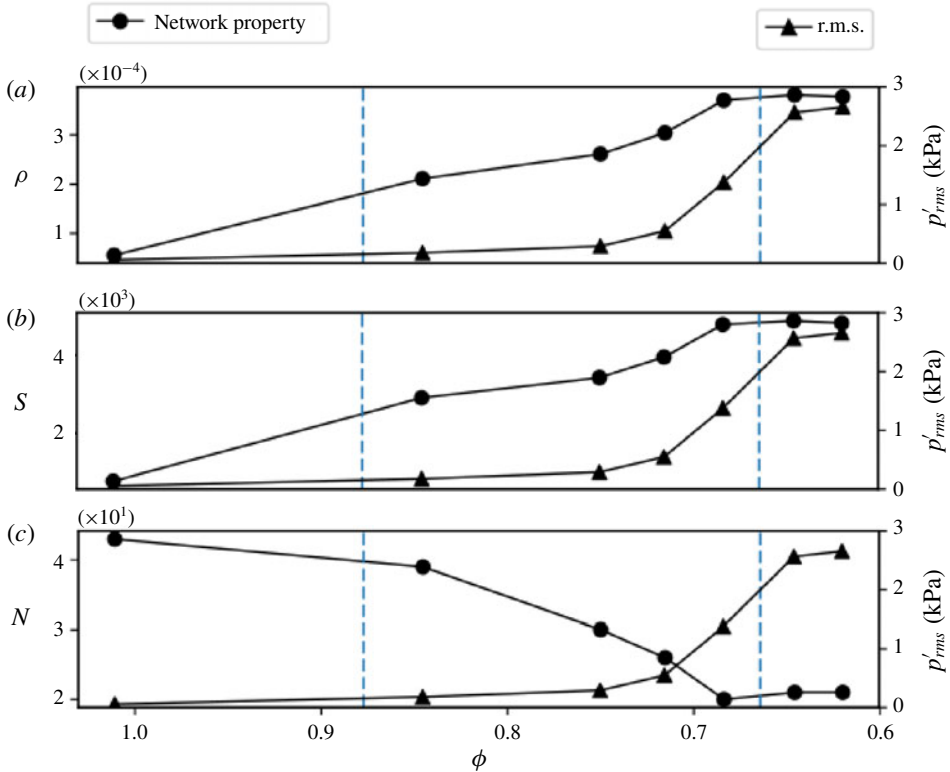 Network property
r.m.s.
(a)
(×10⁻⁴)
ρ
3
2
1
3
2
1
0
p′rms (kPa)
(b)
(×10³)
S
4
2
3
2
1
0
p′rms (kPa)
(c)
(×10¹)
N
4
3
2
3
2
1
0
p′rms (kPa)
1.0 0.9 0.8 0.7 0.6
ϕ